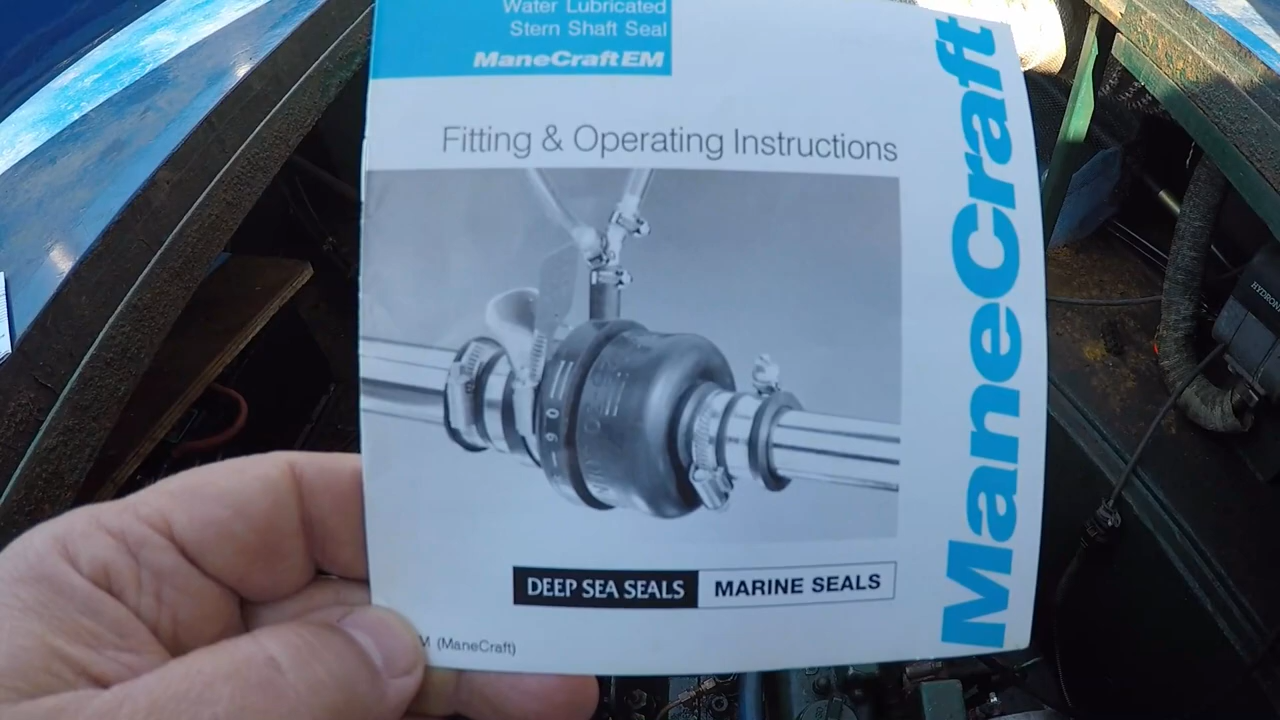 Water Lubricated
Stern Shaft Seal
ManeCraft EM
Fitting & Operating Instructions
ManeCraft
DEEP SEA SEALS
MARINE SEALS
M (ManeCraft)